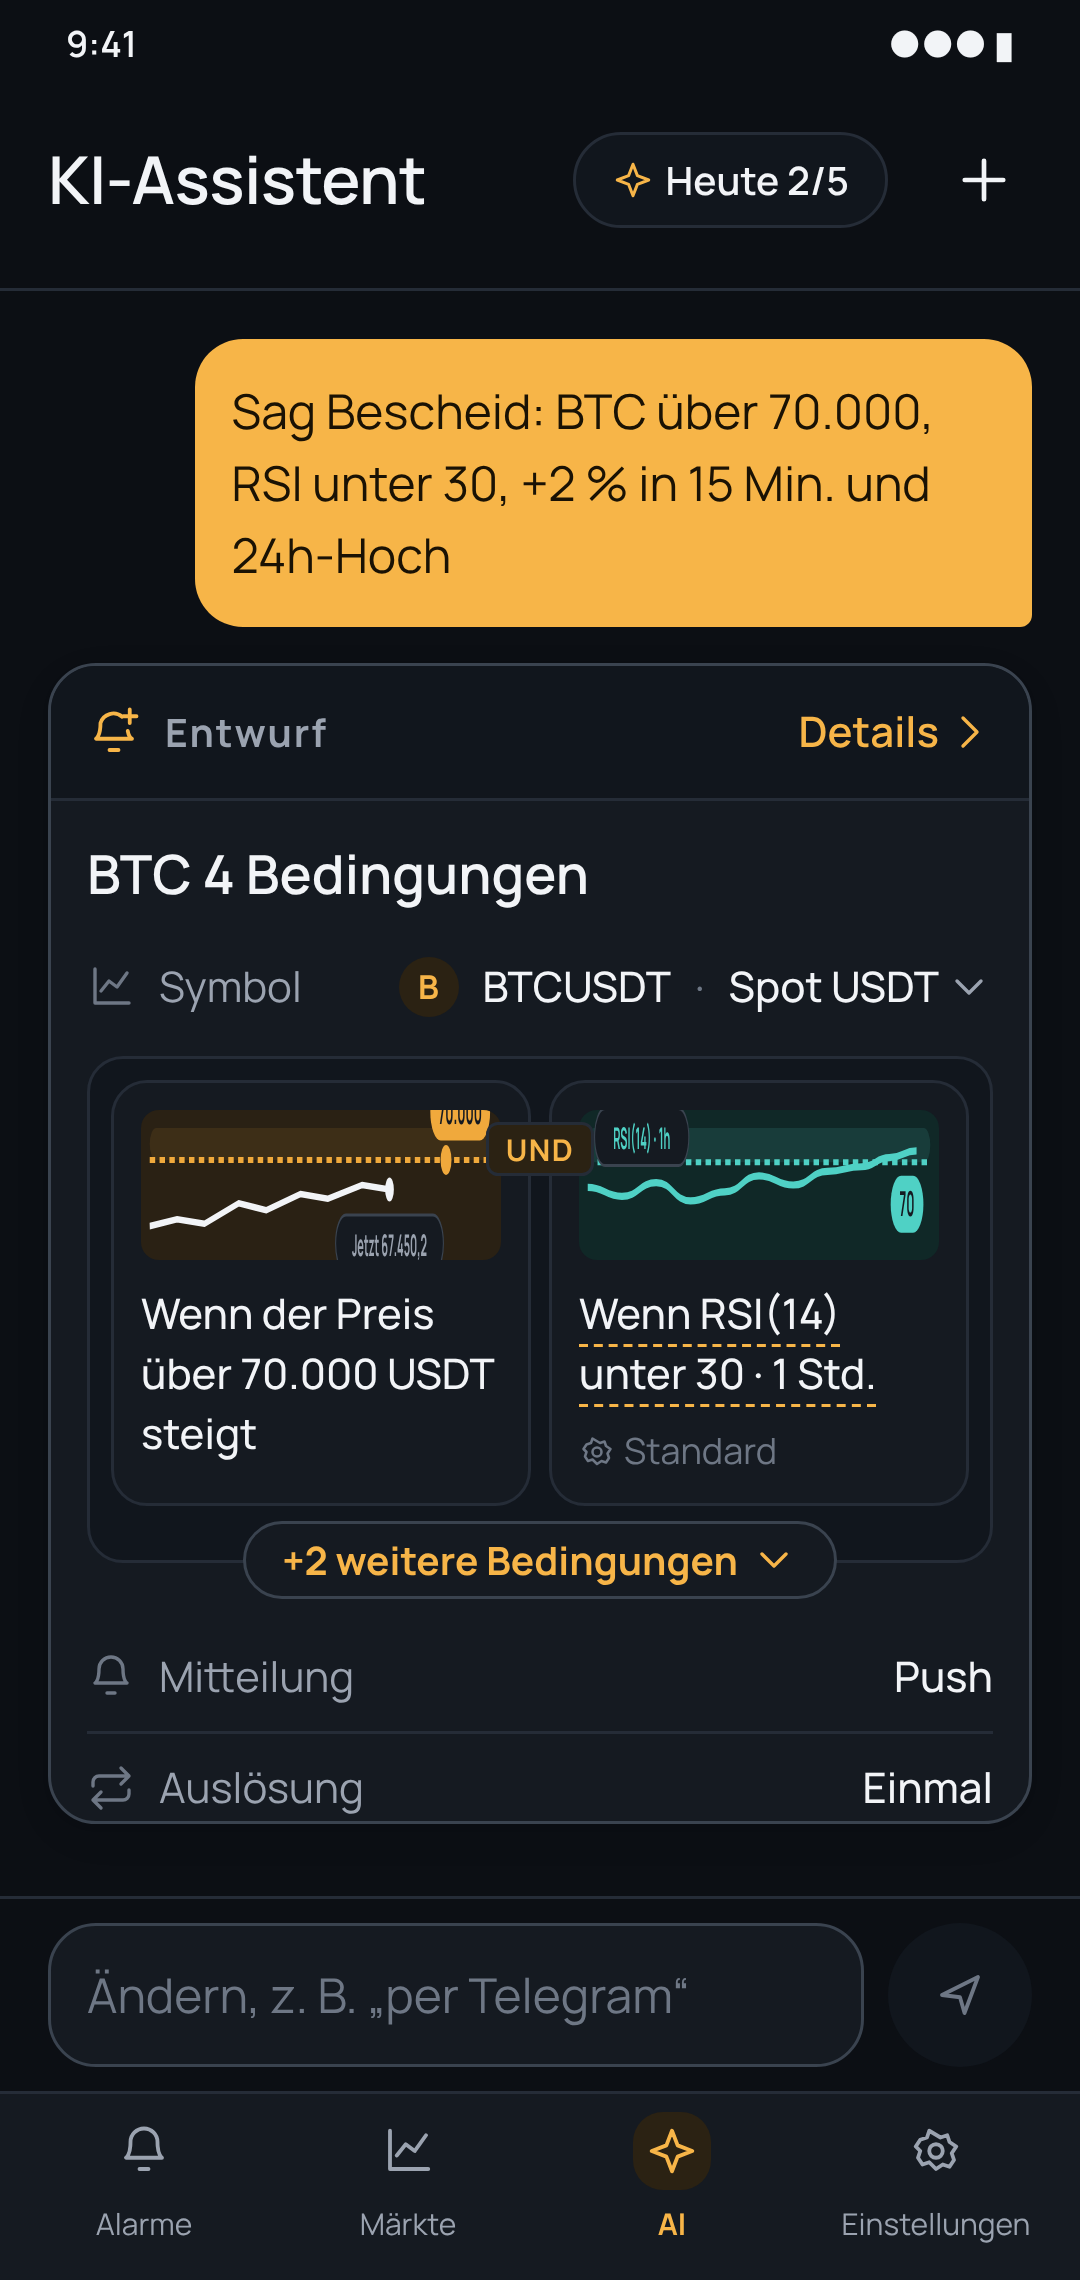 9:41
KI-Assistent
Heute 2/5
Sag Bescheid: BTC über 70.000,
RSI unter 30, +2 % in 15 Min. und
24h-Hoch
Entwurf
Details
BTC 4 Bedingungen
Symbol
B
BTCUSDT · Spot USDT
70.000
Jetzt 67.450,2
UND
RSI(14) · 1h
70
Wenn der Preis
über 70.000 USDT
steigt
Wenn RSI(14)
unter 30 · 1 Std.
Standard
+2 weitere Bedingungen
Mitteilung
Push
Auslösung
Einmal
Ändern, z. B. „per Telegram“
Alarme
Märkte
AI
Einstellungen